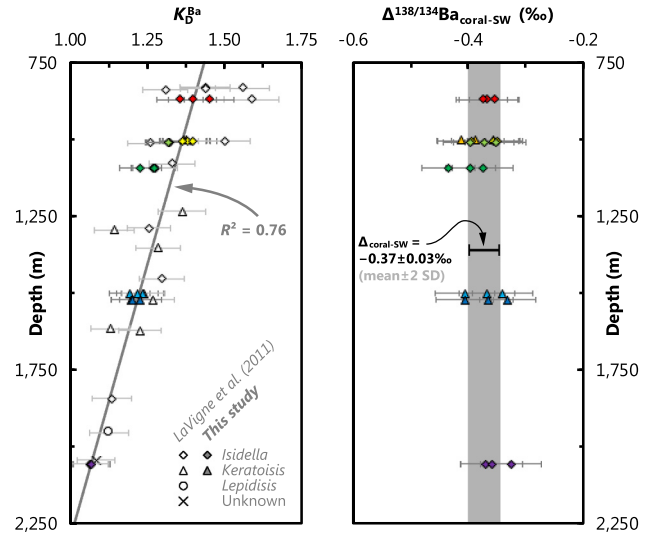 K_D^Ba
1.00 1.25 1.50 1.75
750
1,250
1,750
2,250
Depth (m)
R² = 0.76
LaVigne et al. (2011)
This study
Isidella
Keratoisis
Lepidisis
Unknown
Δ¹³⁸/¹³⁴Ba_coral-SW (‰)
-0.6 -0.4 -0.2
Δ_coral-SW =
−0.37±0.03‰
(mean±2 SD)
750
1,250
1,750
2,250
Depth (m)